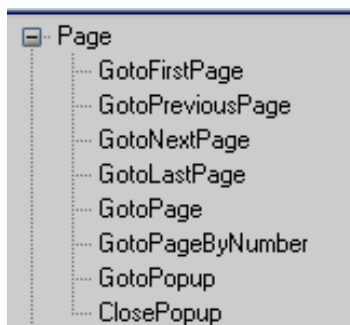 Page
GotoFirstPage
GotoPreviousPage
GotoNextPage
GotoLastPage
GotoPage
GotoPageByNumber
GotoPopup
ClosePopup